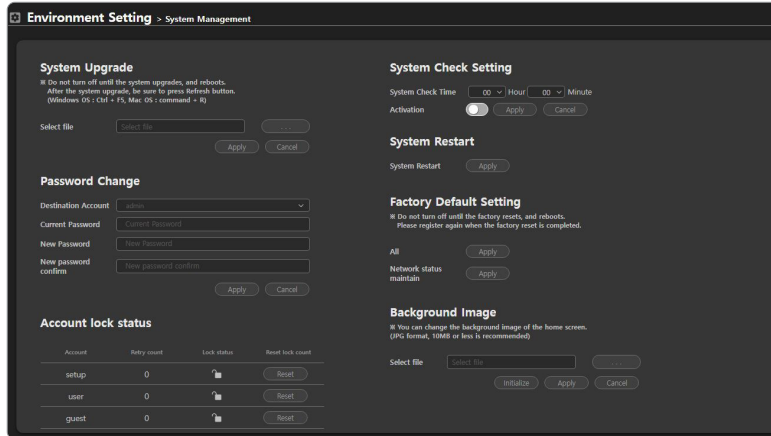 Environment Setting > System Management
System Upgrade
※ Do not turn off until the system upgrades, and reboots.
After the system upgrade, be sure to press Refresh button.
(Windows OS : Ctrl + F5, Mac OS : command + R)
Select file Select file ...
Apply Cancel
Password Change
Destination Account admin
Current Password Current Password
New Password New Password
New password
confirm New password confirm
Apply Cancel
Account lock status
Account Retry count Lock status Reset lock count
setup 0 Reset
user 0 Reset
guest 0 Reset
System Check Setting
System Check Time 00 Hour 00 Minute
Activation Apply Cancel
System Restart
System Restart Apply
Factory Default Setting
※ Do not turn off until the factory resets, and reboots.
Please register again when the factory reset is completed.
All Apply
Network status
maintain Apply
Background Image
※ You can change the background image of the home screen.
(JPG format, 10MB or less is recommended)
Select file Select file ...
Initialize Apply Cancel